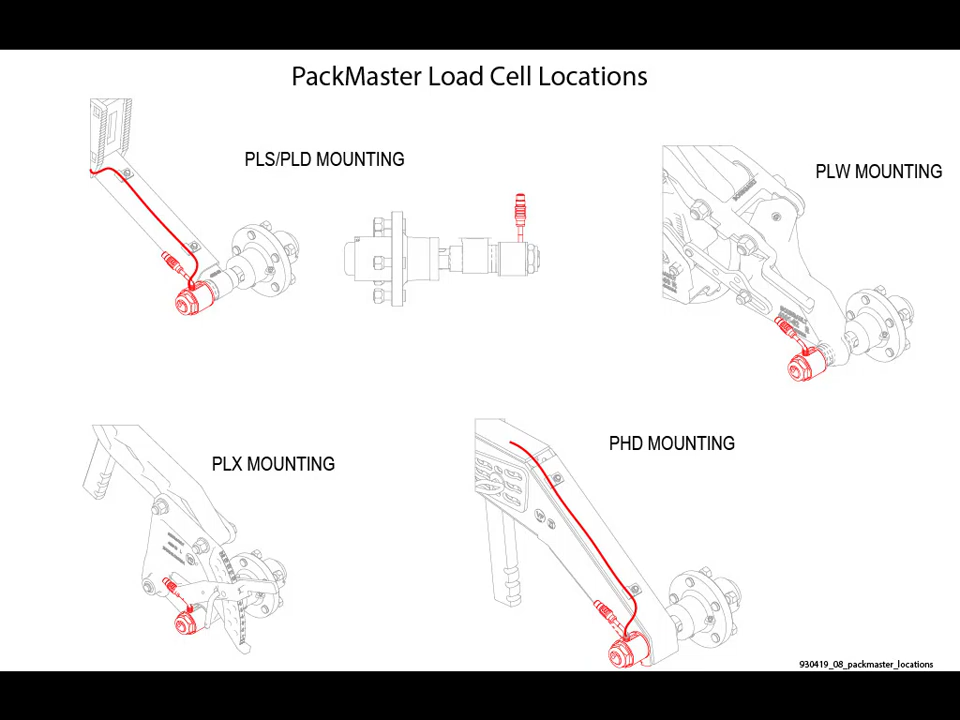 PackMaster Load Cell Locations
PLS/PLD MOUNTING
PLW MOUNTING
PLX MOUNTING
PHD MOUNTING
930419_08_packmaster_locations